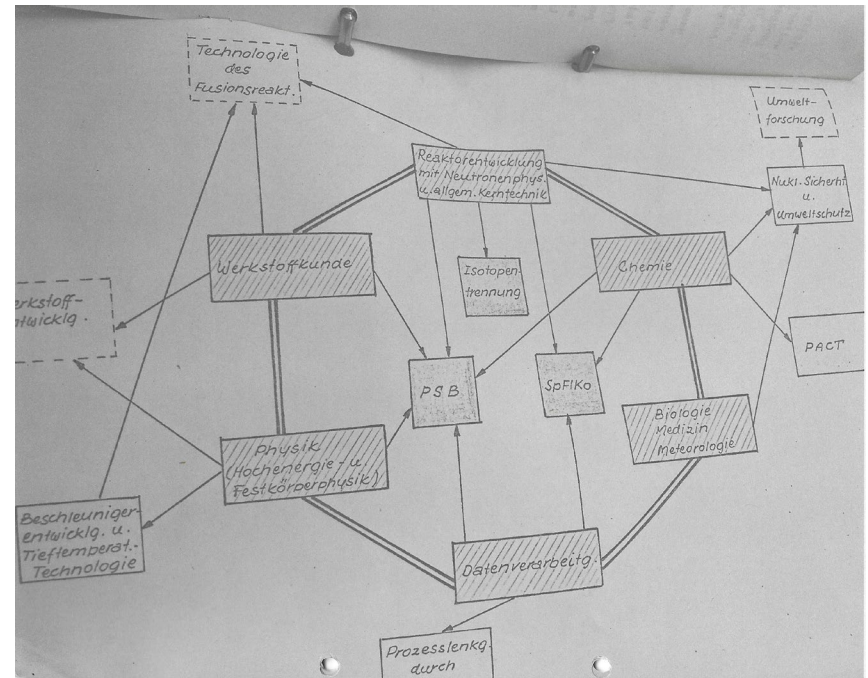 Technologie
des
Fusionsreakt.
Umwelt-
forschung
Reaktorentwicklung
mit Neutronenphys.
u. allgem. Kerntechnik
Nukl. Sicherht
u.
Umweltschutz
Werkstoffkunde
Isotopen-
trennung
Chemie
erkstoff-
ntwicklg.
PACT
PSB
SpFlKo
Biologie
Medizin
Meteorologie
Physik
(Hochenergie- u.
Festkörperphysik)
Beschleuniger-
entwicklg. u.
Tieftemperat.-
Technologie
Datenverarbeitg.
Prozesslenkg.
durch